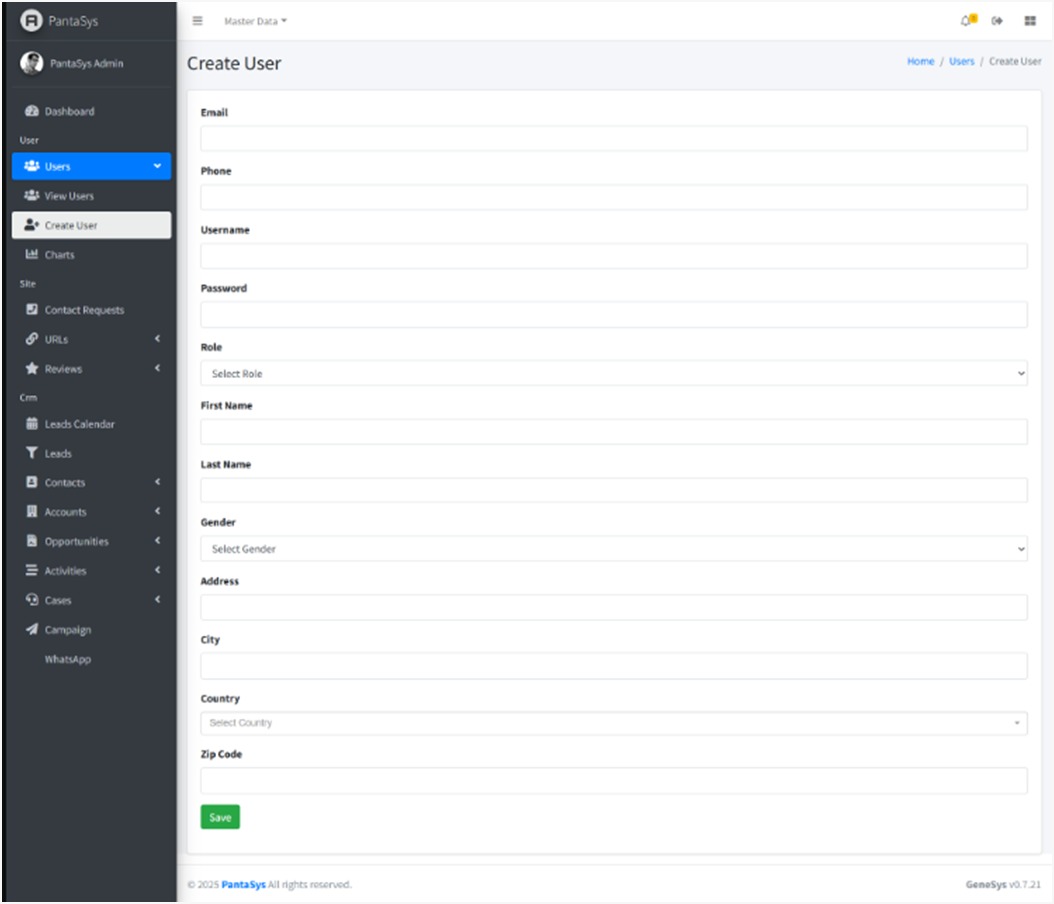 PantaSys
Master Data
PantaSys Admin
Create User
Home / Users / Create User
Dashboard
User
Users
View Users
Create User
Charts
Site
Contact Requests
URLs
Reviews
Crm
Leads Calendar
Leads
Contacts
Accounts
Opportunities
Activities
Cases
Campaign
WhatsApp
Email
Phone
Username
Password
Role
Select Role
First Name
Last Name
Gender
Select Gender
Address
City
Country
Select Country
Zip Code
Save
© 2025 PantaSys All rights reserved.
GeneSys v0.7.21